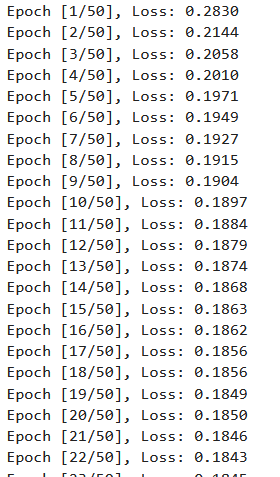 Epoch [1/50], Loss: 0.2830
Epoch [2/50], Loss: 0.2144
Epoch [3/50], Loss: 0.2058
Epoch [4/50], Loss: 0.2010
Epoch [5/50], Loss: 0.1971
Epoch [6/50], Loss: 0.1949
Epoch [7/50], Loss: 0.1927
Epoch [8/50], Loss: 0.1915
Epoch [9/50], Loss: 0.1904
Epoch [10/50], Loss: 0.1897
Epoch [11/50], Loss: 0.1884
Epoch [12/50], Loss: 0.1879
Epoch [13/50], Loss: 0.1874
Epoch [14/50], Loss: 0.1868
Epoch [15/50], Loss: 0.1863
Epoch [16/50], Loss: 0.1862
Epoch [17/50], Loss: 0.1856
Epoch [18/50], Loss: 0.1856
Epoch [19/50], Loss: 0.1849
Epoch [20/50], Loss: 0.1850
Epoch [21/50], Loss: 0.1846
Epoch [22/50], Loss: 0.1843